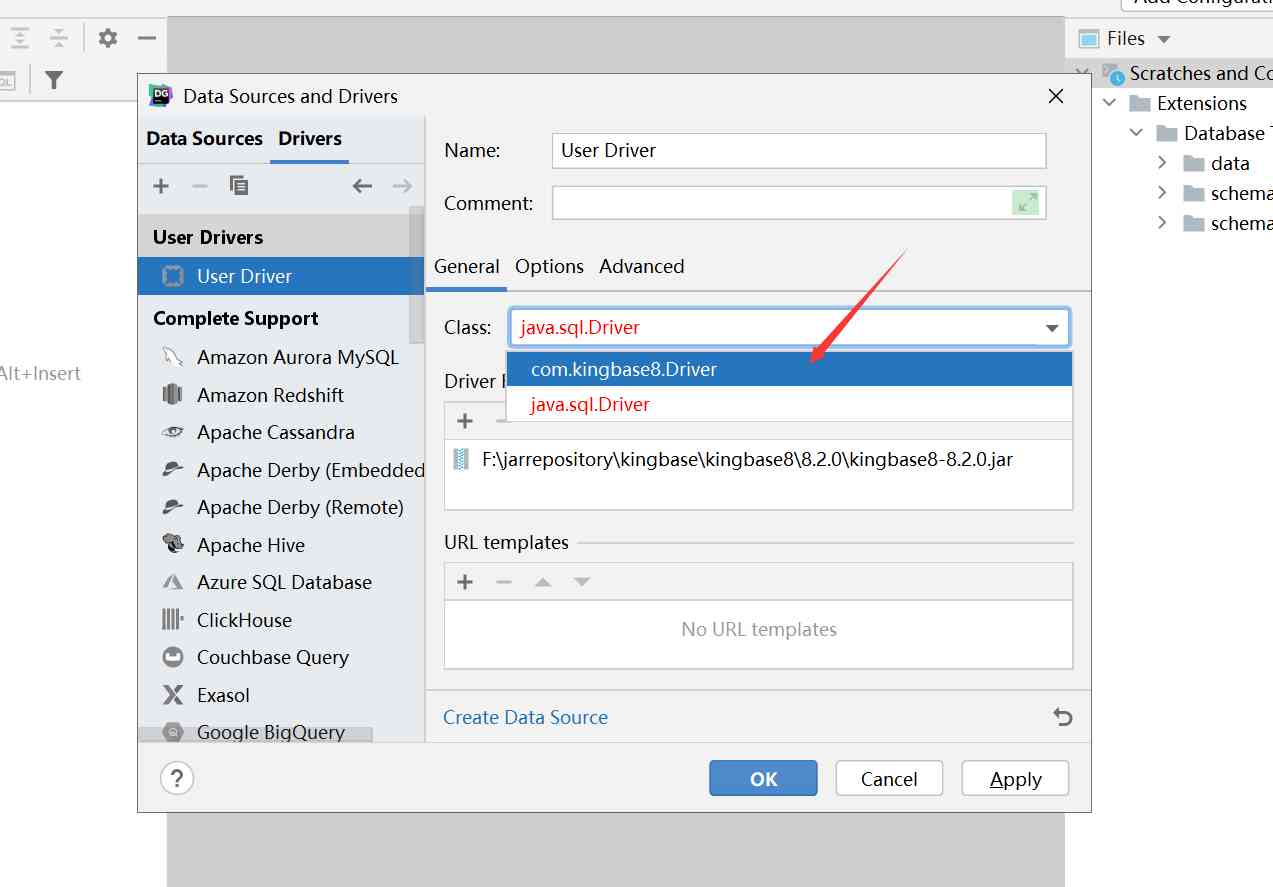 Files
QL
Scratches and Co
Extensions
Database
data
schema
schema
Alt+Insert
DG
Data Sources and Drivers
Data Sources
Drivers
User Drivers
User Driver
Complete Support
Amazon Aurora MySQL
Amazon Redshift
Apache Cassandra
Apache Derby (Embedded
Apache Derby (Remote)
Apache Hive
Azure SQL Database
ClickHouse
Couchbase Query
Exasol
Google BigQuery
Name:
User Driver
Comment:
General
Options
Advanced
Class:
java.sql.Driver
com.kingbase8.Driver
java.sql.Driver
Driver
F:\jarrepository\kingbase\kingbase8\8.2.0\kingbase8-8.2.0.jar
URL templates
No URL templates
Create Data Source
?
OK
Cancel
Apply